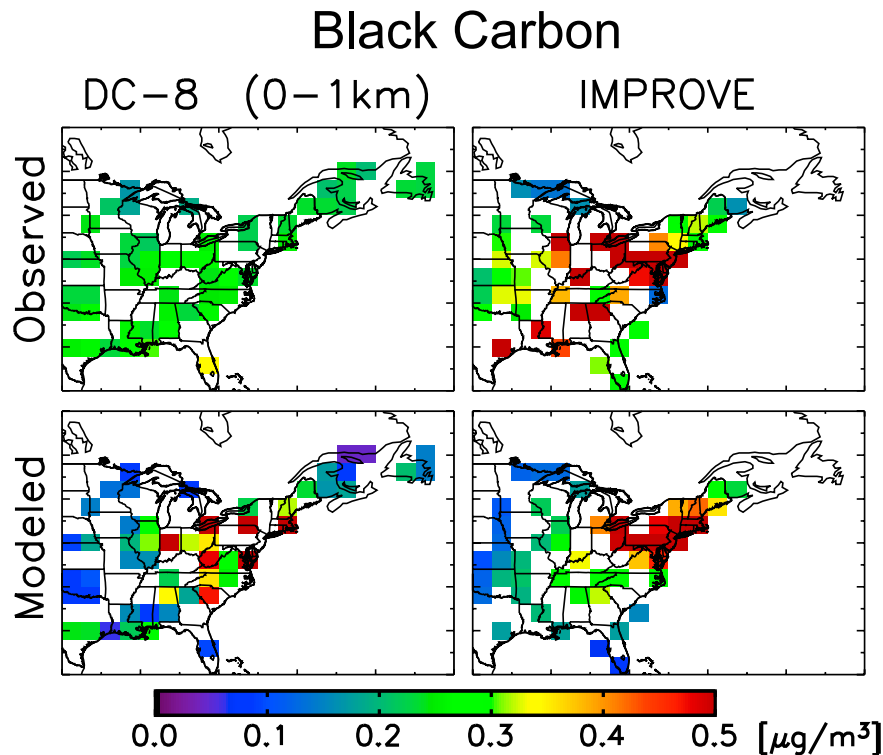 Black Carbon
DC-8 (0-1km) IMPROVE
Observed
Modeled
0.0 0.1 0.2 0.3 0.4 0.5 [μg/m³]